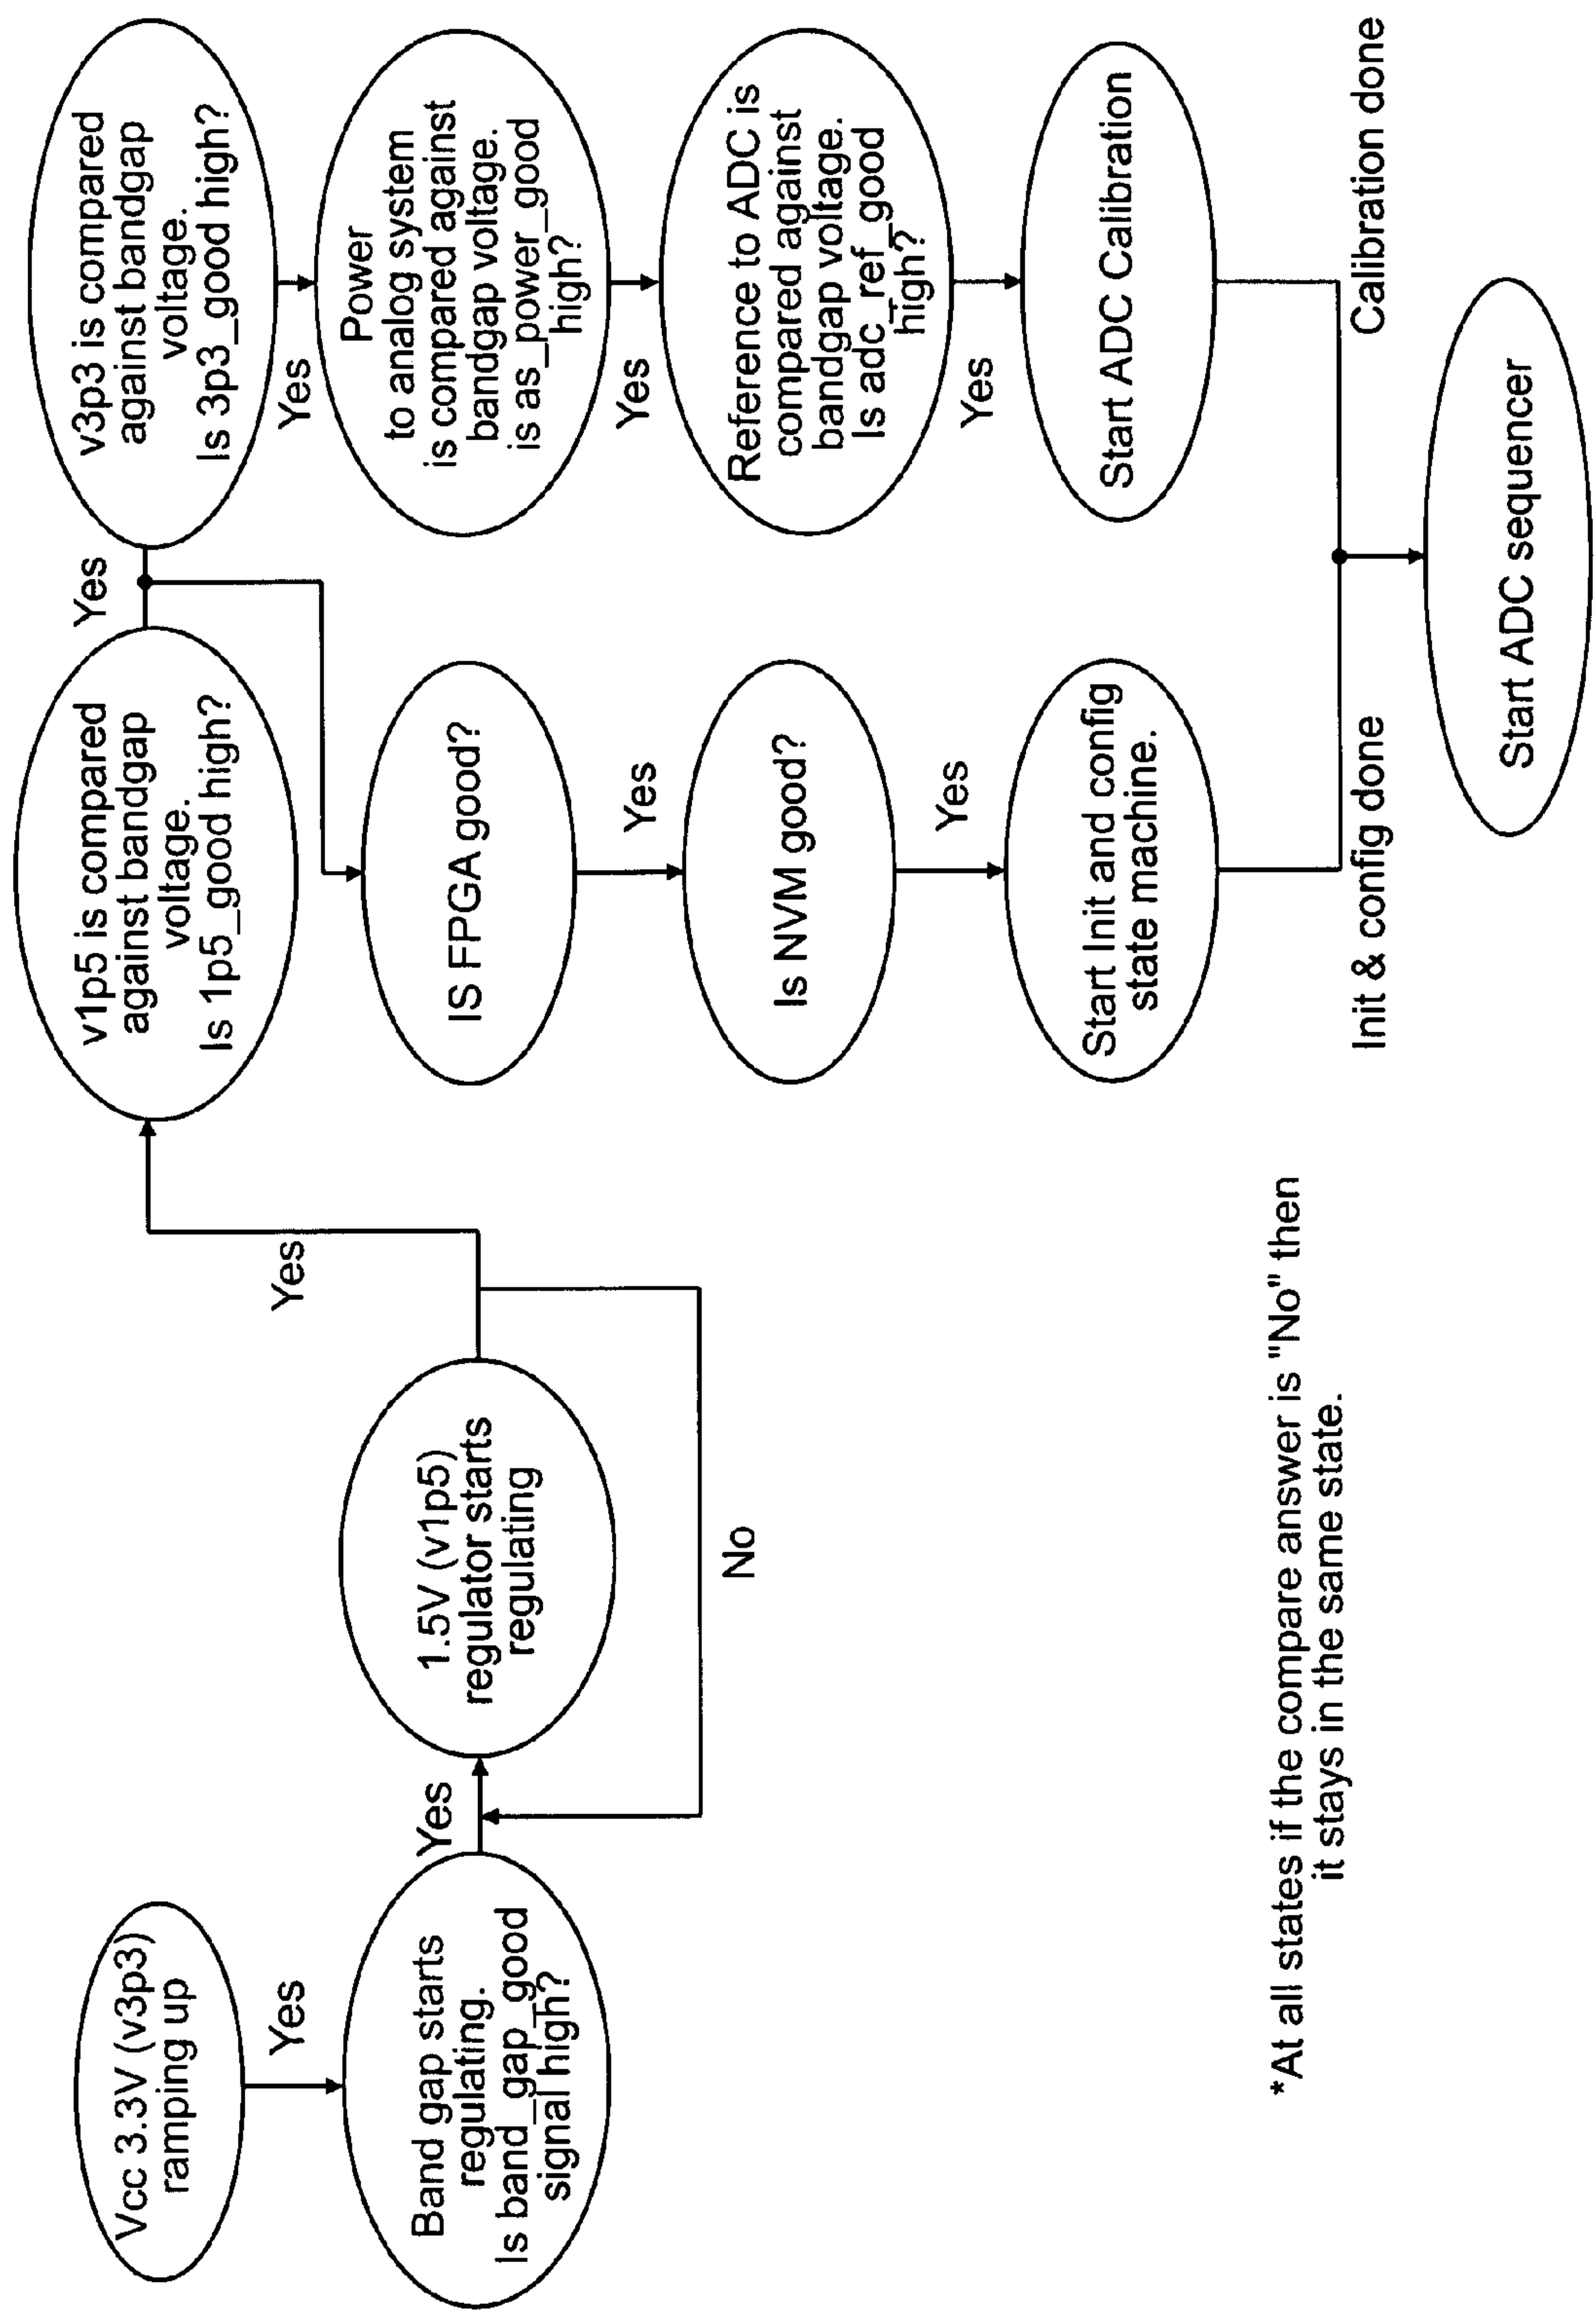 Vcc 3.3V (v3p3)
ramping up
Yes
Band gap starts
regulating.
Is band_gap_good
signal high?
Yes
1.5V (v1p5)
regulator starts
regulating
No
Yes
v1p5 is compared
against bandgap
voltage.
Is 1p5_good high?
Yes
IS FPGA good?
Yes
Is NVM good?
Yes
Start Init and config
state machine.
Init & config done
v3p3 is compared
against bandgap
voltage.
Is 3p3_good high?
Yes
Power
to analog system
is compared against
bandgap voltage.
is as_power_good
high?
Yes
Reference to ADC is
compared against
bandgap voltage.
Is adc_ref_good
high?
Yes
Start ADC Calibration
Calibration done
Start ADC sequencer
*At all states if the compare answer is "No" then
it stays in the same state.